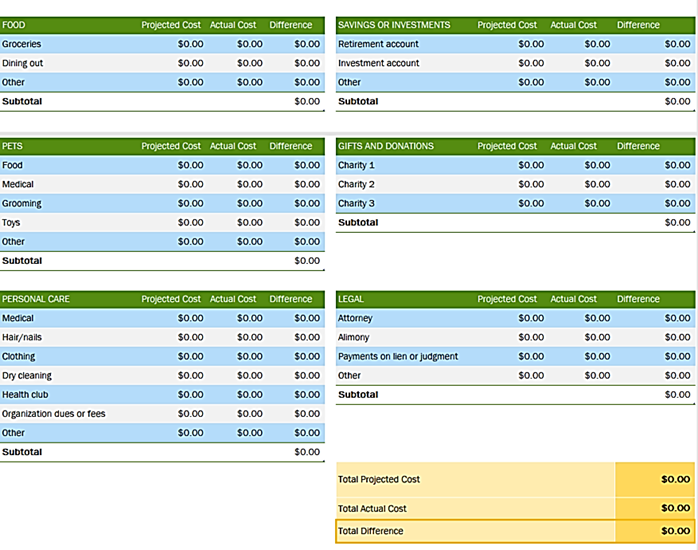 FOOD Projected Cost Actual Cost Difference
Groceries $0.00 $0.00 $0.00
Dining out $0.00 $0.00 $0.00
Other $0.00 $0.00 $0.00
Subtotal $0.00
SAVINGS OR INVESTMENTS Projected Cost Actual Cost Difference
Retirement account $0.00 $0.00 $0.00
Investment account $0.00 $0.00 $0.00
Other $0.00 $0.00 $0.00
Subtotal $0.00
PETS Projected Cost Actual Cost Difference
Food $0.00 $0.00 $0.00
Medical $0.00 $0.00 $0.00
Grooming $0.00 $0.00 $0.00
Toys $0.00 $0.00 $0.00
Other $0.00 $0.00 $0.00
Subtotal $0.00
GIFTS AND DONATIONS Projected Cost Actual Cost Difference
Charity 1 $0.00 $0.00 $0.00
Charity 2 $0.00 $0.00 $0.00
Charity 3 $0.00 $0.00 $0.00
Subtotal $0.00
PERSONAL CARE Projected Cost Actual Cost Difference
Medical $0.00 $0.00 $0.00
Hair/nails $0.00 $0.00 $0.00
Clothing $0.00 $0.00 $0.00
Dry cleaning $0.00 $0.00 $0.00
Health club $0.00 $0.00 $0.00
Organization dues or fees $0.00 $0.00 $0.00
Other $0.00 $0.00 $0.00
Subtotal $0.00
LEGAL Projected Cost Actual Cost Difference
Attorney $0.00 $0.00 $0.00
Alimony $0.00 $0.00 $0.00
Payments on lien or judgment $0.00 $0.00 $0.00
Other $0.00 $0.00 $0.00
Subtotal $0.00
Total Projected Cost $0.00
Total Actual Cost $0.00
Total Difference $0.00